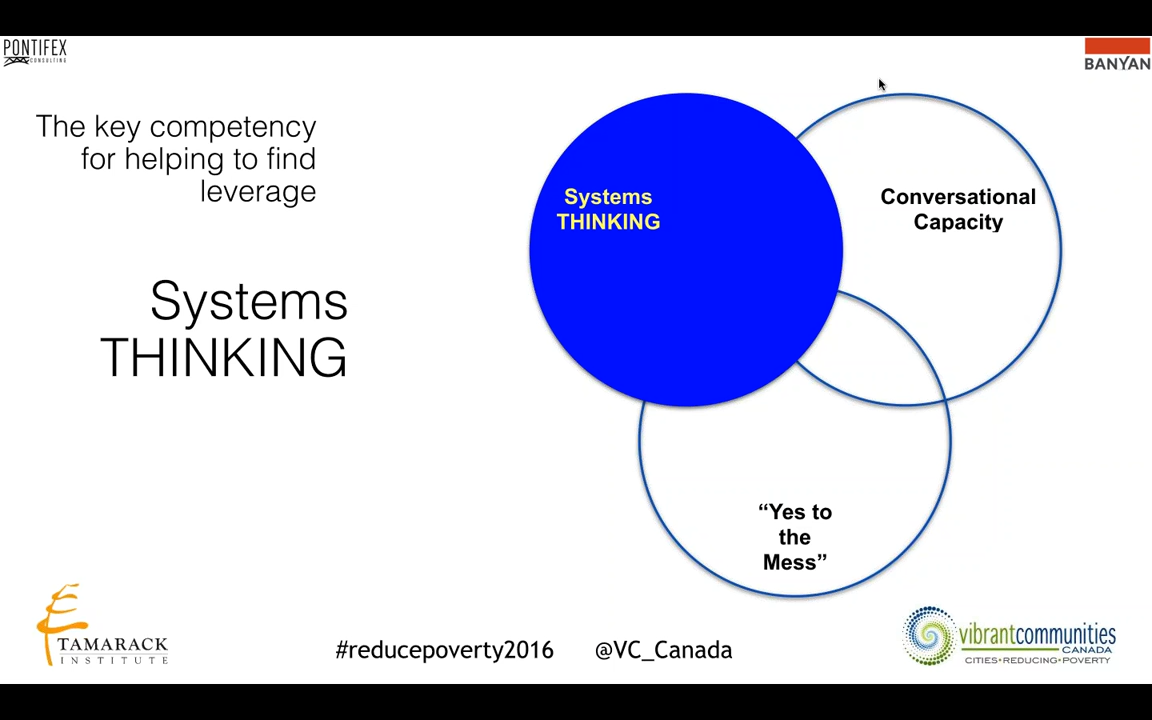 PONTIFEX
CONSULTING
BANYAN
The key competency
for helping to find
leverage
Systems
THINKING
Systems
THINKING
Conversational
Capacity
“Yes to
the
Mess”
TAMARACK
INSTITUTE
#reducepoverty2016 @VC_Canada
vibrantcommunities
CANADA
CITIES•REDUCING•POVERTY